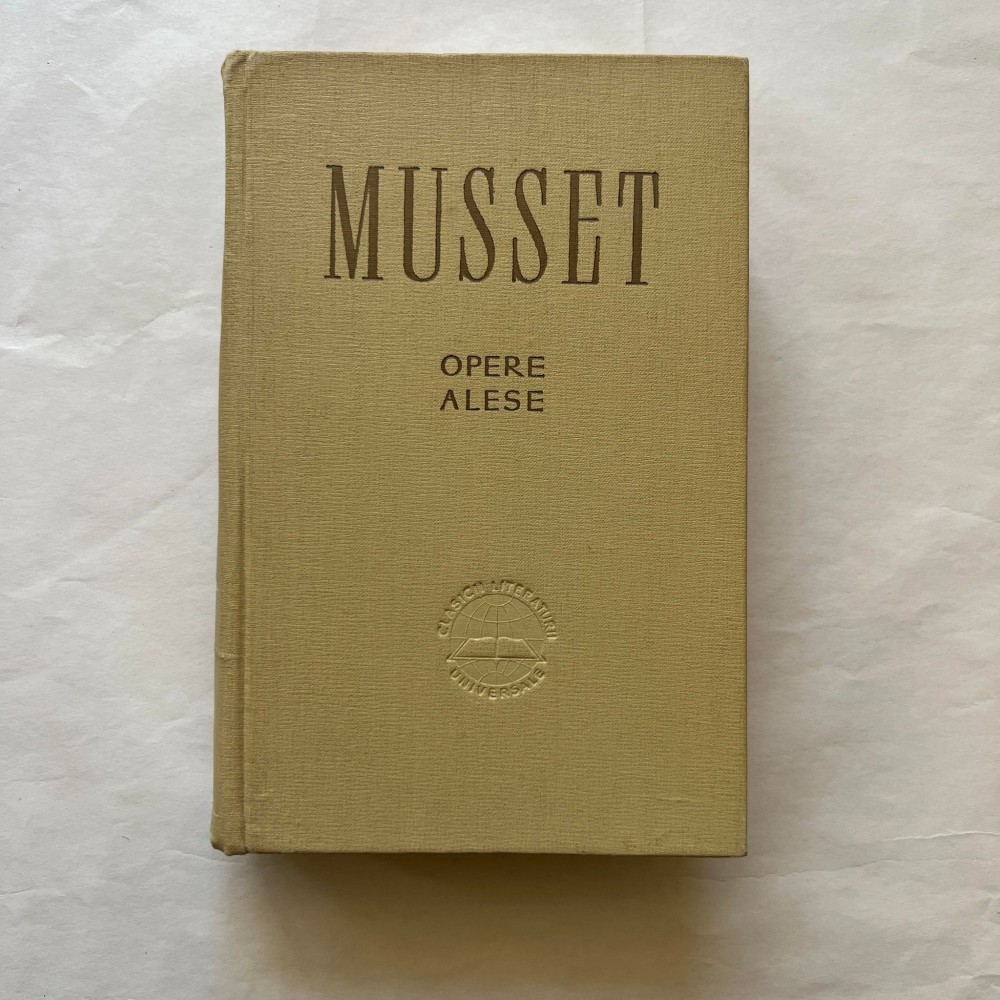 MUSSET
OPERE
ALESE
CLASICII LITERATURII
UNIVERSALE